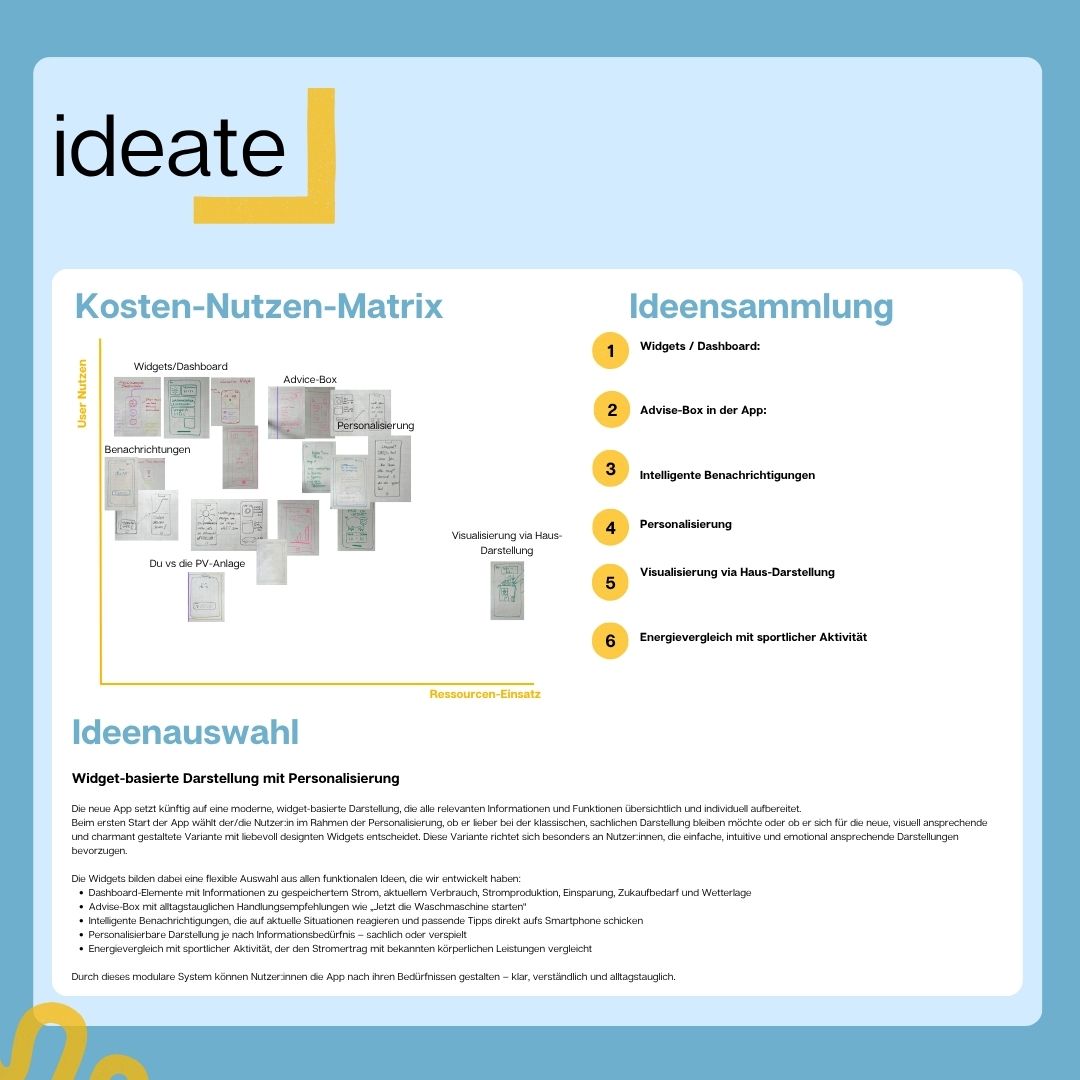 ideate
Kosten-Nutzen-Matrix
User Nutzen
Widgets/Dashboard
Advice-Box
Personalisierung
Benachrichtungen
Visualisierung via Haus-
Darstellung
Du vs die PV-Anlage
Ressourcen-Einsatz
Ideensammlung
1 Widgets / Dashboard:
2 Advise-Box in der App:
3 Intelligente Benachrichtigungen
4 Personalisierung
5 Visualisierung via Haus-Darstellung
6 Energievergleich mit sportlicher Aktivität
Ideenauswahl
Widget-basierte Darstellung mit Personalisierung
Die neue App setzt künftig auf eine moderne, widget-basierte Darstellung, die alle relevanten Informationen und Funktionen übersichtlich und individuell aufbereitet.
Beim ersten Start der App wählt der/die Nutzer:in im Rahmen der Personalisierung, ob er lieber bei der klassischen, sachlichen Darstellung bleiben möchte oder ob er sich für die neue, visuell ansprechende
und charmant gestaltete Variante mit liebevoll designten Widgets entscheidet. Diese Variante richtet sich besonders an Nutzer:innen, die einfache, intuitive und emotional ansprechende Darstellungen
bevorzugen.
Die Widgets bilden dabei eine flexible Auswahl aus allen funktionalen Ideen, die wir entwickelt haben:
• Dashboard-Elemente mit Informationen zu gespeichertem Strom, aktuellem Verbrauch, Stromproduktion, Einsparung, Zukaufbedarf und Wetterlage
• Advise-Box mit alltagstauglichen Handlungsempfehlungen wie „Jetzt die Waschmaschine starten“
• Intelligente Benachrichtigungen, die auf aktuelle Situationen reagieren und passende Tipps direkt aufs Smartphone schicken
• Personalisierbare Darstellung je nach Informationsbedürfnis – sachlich oder verspielt
• Energievergleich mit sportlicher Aktivität, der den Stromertrag mit bekannten körperlichen Leistungen vergleicht
Durch dieses modulare System können Nutzer:innen die App nach ihren Bedürfnissen gestalten – klar, verständlich und alltagstauglich.